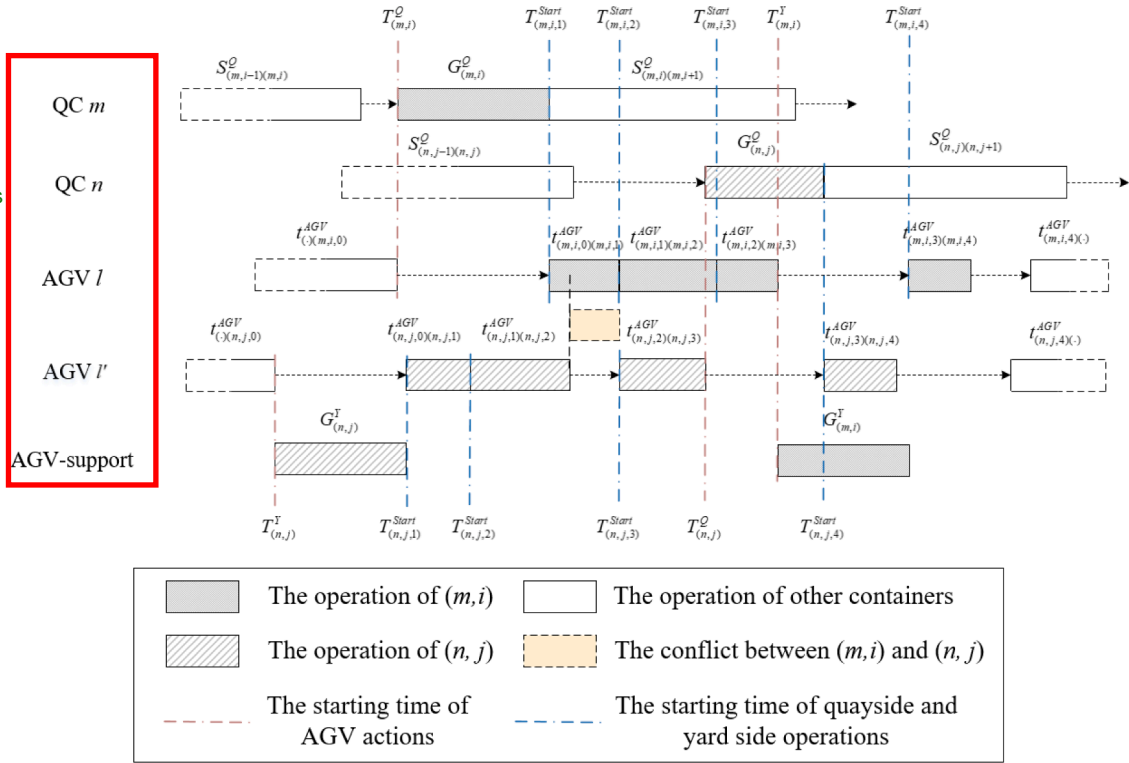 T^Q_(m,i) T^Start_(m,i,1) T^Start_(m,i,2) T^Start_(m,i,3) T^Υ_(m,i) T^Start_(m,i,4)
S^Q_(m,i−1)(m,i) G^Q_(m,i) S^Q_(m,i)(m,i+1)
QC m
S^Q_(n,j−1)(n,j) G^Q_(n,j) S^Q_(n,j)(n,j+1)
QC n
s
t^AGV_(·)(m,i,0) t^AGV_(m,i,0)(m,i,1) t^AGV_(m,i,1)(m,i,2) t^AGV_(m,i,2)(m,i,3) t^AGV_(m,i,3)(m,i,4) t^AGV_(m,i,4)(·)
AGV l
t^AGV_(·)(n,j,0) t^AGV_(n,j,0)(n,j,1) t^AGV_(n,j,1)(n,j,2) t^AGV_(n,j,2)(n,j,3) t^AGV_(n,j,3)(n,j,4) t^AGV_(n,j,4)(·)
AGV l'
G^Υ_(n,j) G^Υ_(m,i)
AGV-support
T^Υ_(n,j) T^Start_(n,j,1) T^Start_(n,j,2) T^Start_(n,j,3) T^Q_(n,j) T^Start_(n,j,4)
The operation of (m,i) The operation of other containers
The operation of (n, j) The conflict between (m,i) and (n, j)
The starting time of
AGV actions
The starting time of quayside and
yard side operations